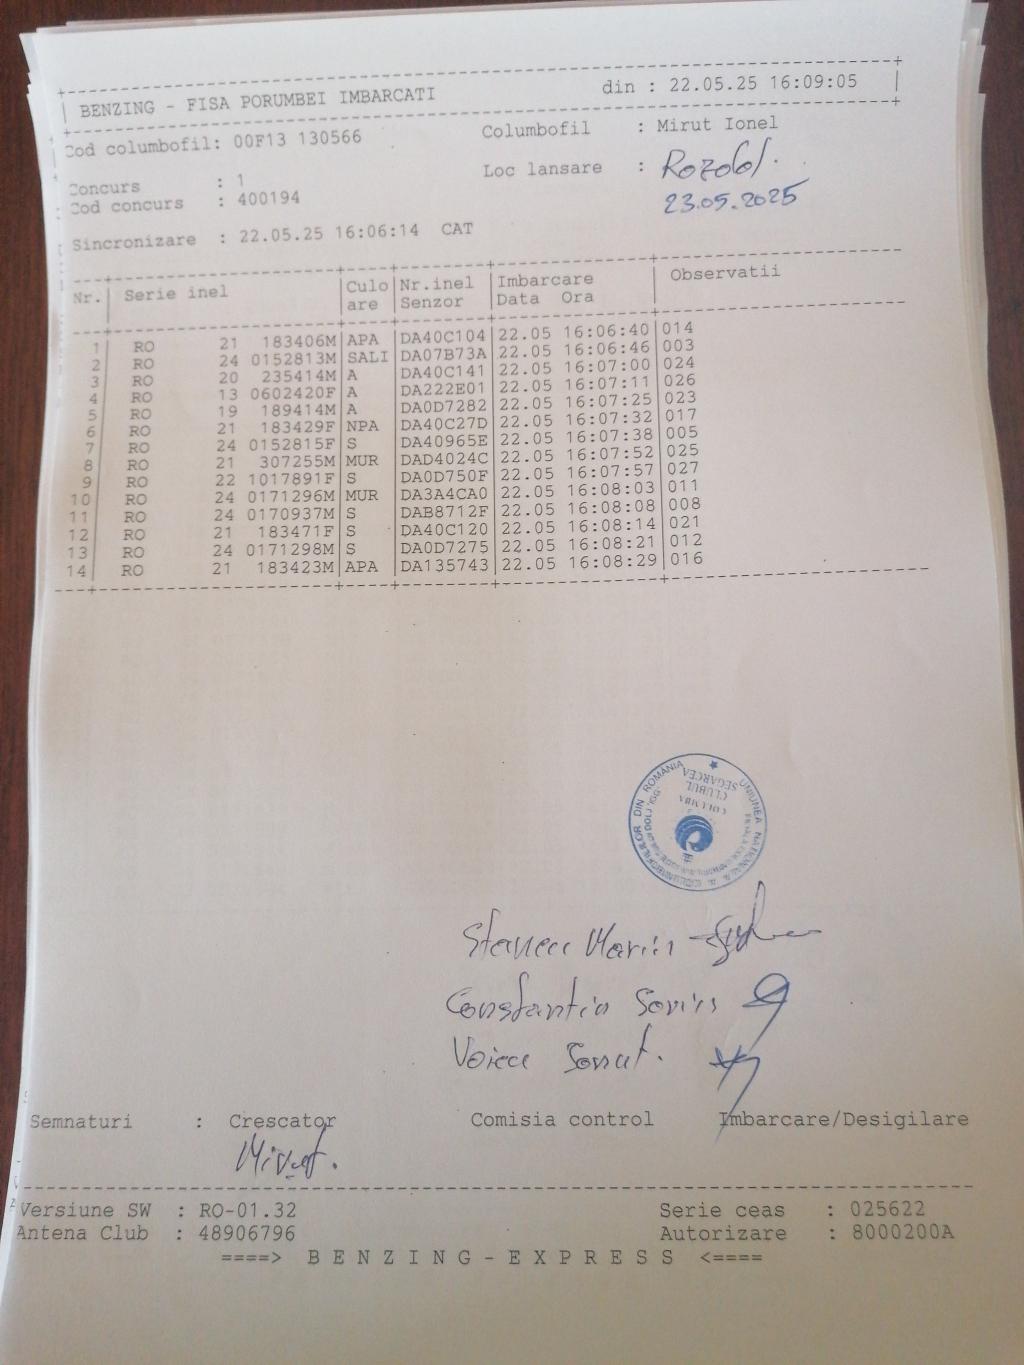 BENZING - FISA PORUMBEI IMBARCATI din : 22.05.25 16:09:05
Cod columbofil: 00F13 130566 Columbofil : Mirut Ionel
Concurs : 1 Loc lansare :
Cod concurs : 400194 23.05.2025
Sincronizare : 22.05.25 16:06:14 CAT
Nr. Serie inel Culo Nr.inel Imbarcare Observatii
are Senzor Data Ora
1 RO 21 183406M APA DA40C104 22.05 16:06:40 014
2 RO 24 0152813M SALI DA07B73A 22.05 16:06:46 003
3 RO 20 235414M A DA40C141 22.05 16:07:00 024
4 RO 13 0602420F A DA222E01 22.05 16:07:11 026
5 RO 19 189414M A DA0D7282 22.05 16:07:25 023
6 RO 21 183429F NPA DA40C27D 22.05 16:07:32 017
7 RO 24 0152815F S DA40965E 22.05 16:07:38 005
8 RO 21 307255M MUR DAD4024C 22.05 16:07:52 025
9 RO 22 1017891F S DA0D750F 22.05 16:07:57 027
10 RO 24 0171296M MUR DA3A4CA0 22.05 16:08:03 011
11 RO 24 0170937M S DAB8712F 22.05 16:08:08 008
12 RO 21 183471F S DA40C120 22.05 16:08:14 021
13 RO 24 0171298M S DA0D7275 22.05 16:08:21 012
14 RO 21 183423M APA DA135743 22.05 16:08:29 016
UNIUNEA NATIONALA A COLUMBOFILILOR DIN ROMANIA
COLUMBA
CLUBUL
SEGARCEA
Marin
Constantin Sorin
Voicu
Semnaturi : Crescator Comisia control Imbarcare/Desigilare
Mirut.
Versiune SW : RO-01.32 Serie ceas : 025622
Antena Club : 48906796 Autorizare : 8000200A
====> B E N Z I N G - E X P R E S S <====